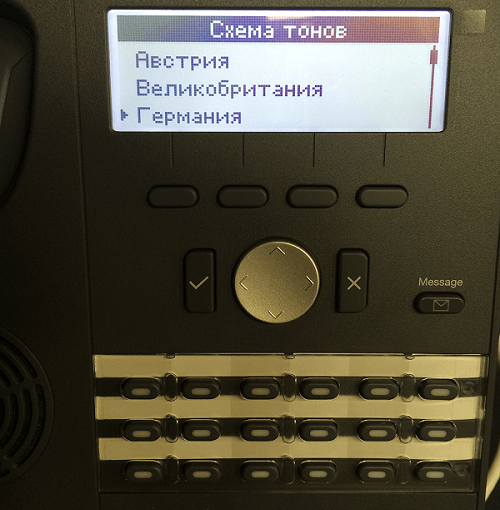 Схема тонов
Австрия
Великобритания
Германия
Message